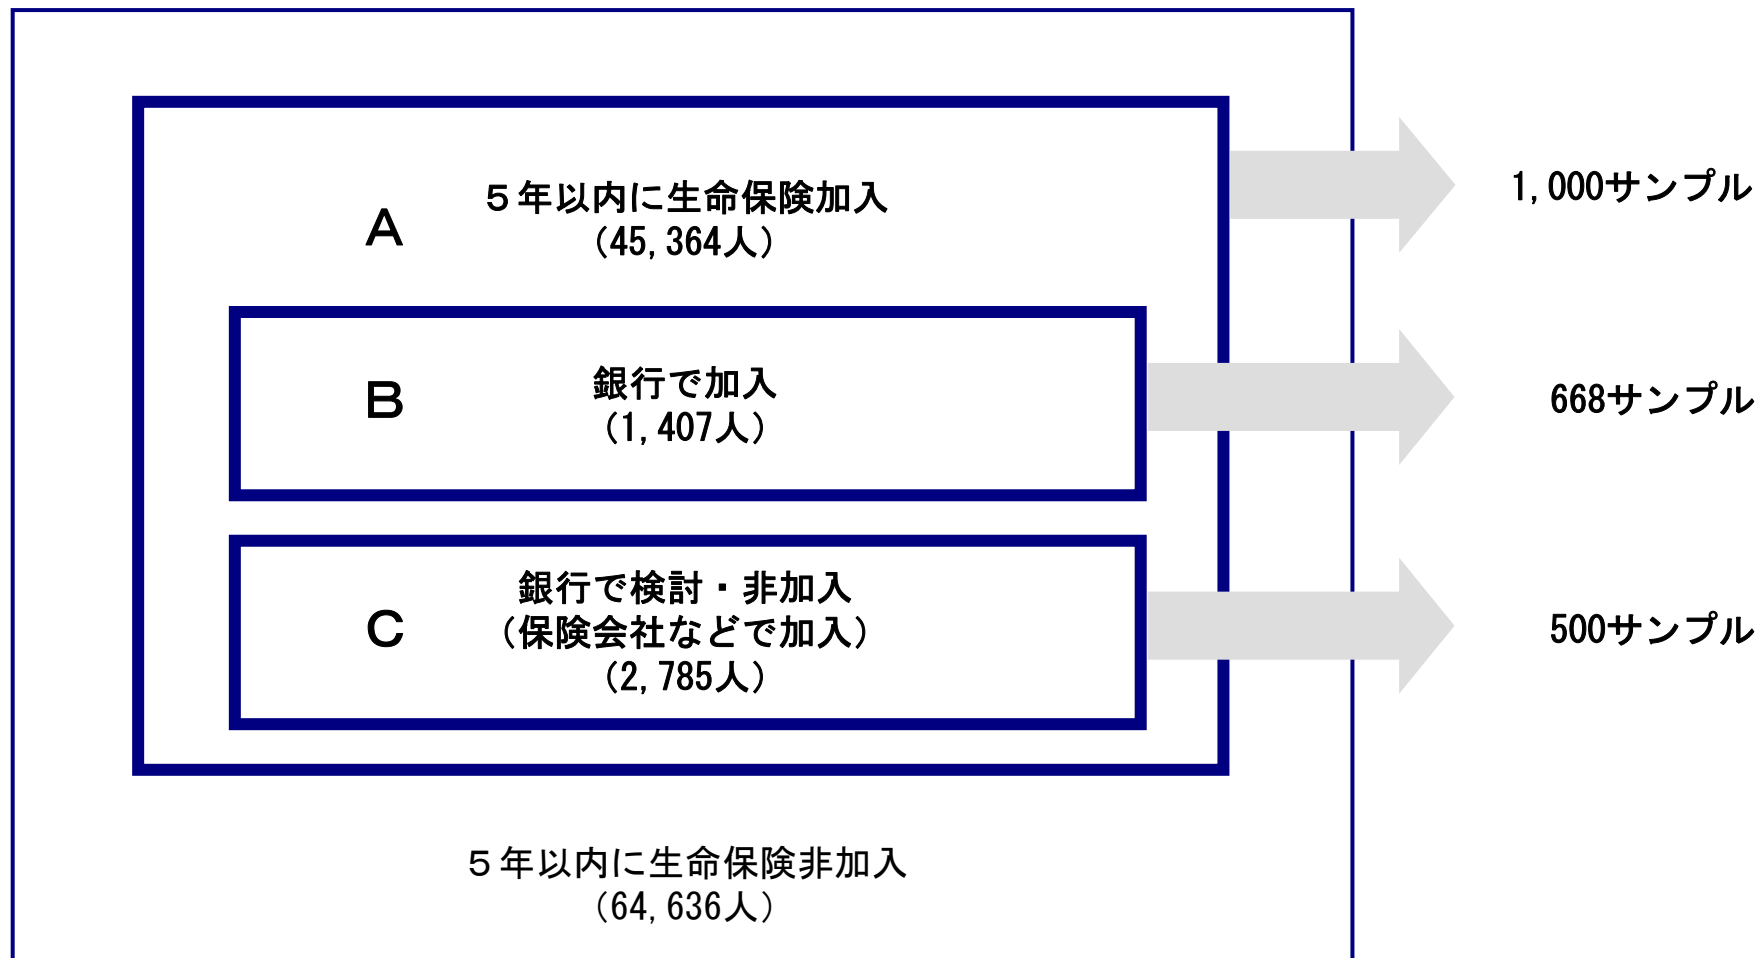 A
５年以内に生命保険加入
（45,364人）
1,000サンプル
B
銀行で加入
（1,407人）
668サンプル
C
銀行で検討・非加入
（保険会社などで加入）
（2,785人）
500サンプル
５年以内に生命保険非加入
（64,636人）